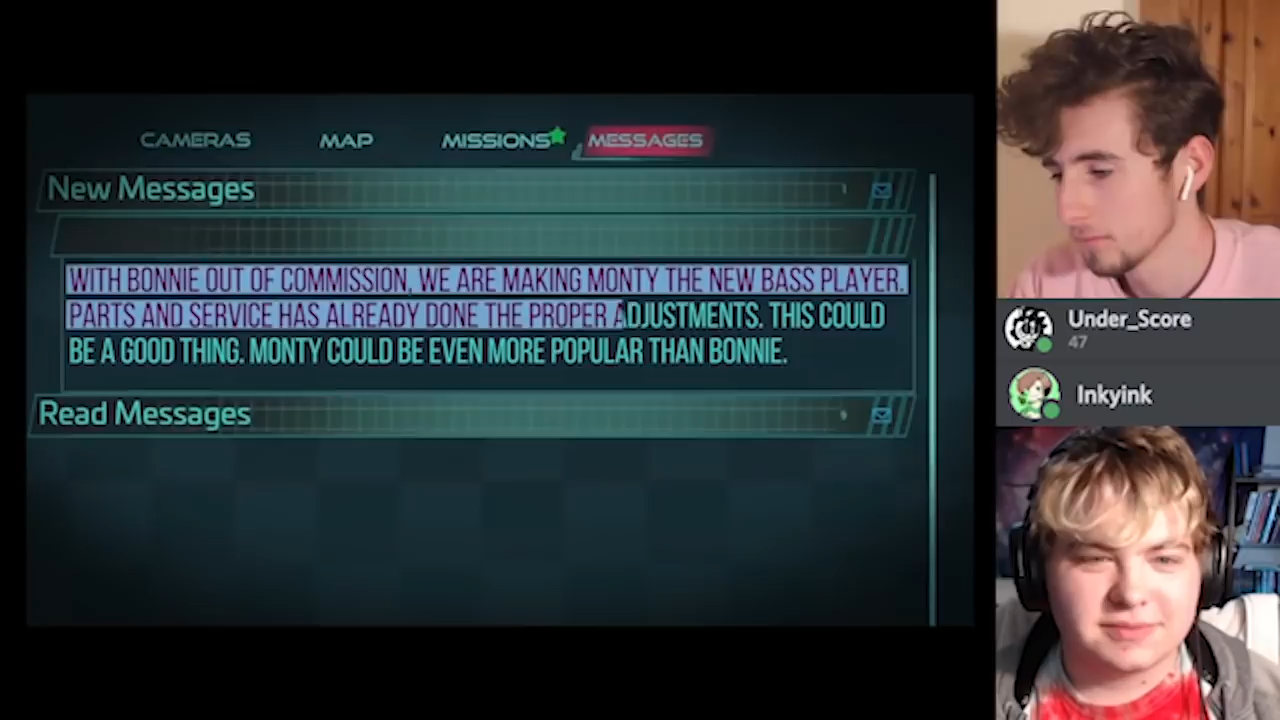 CAMERAS MAP MISSIONS MESSAGES
New Messages
WITH BONNIE OUT OF COMMISSION, WE ARE MAKING MONTY THE NEW BASS PLAYER.
PARTS AND SERVICE HAS ALREADY DONE THE PROPER ADJUSTMENTS. THIS COULD
BE A GOOD THING. MONTY COULD BE EVEN MORE POPULAR THAN BONNIE.
Read Messages
Under_Score
47
Inkyink